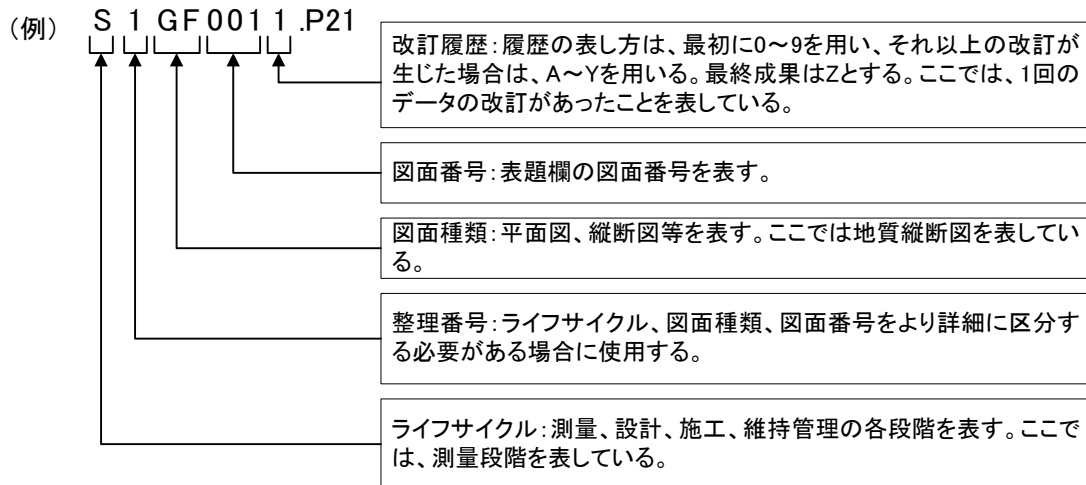 (例) S1GF0011.P21
改訂履歴:履歴の表し方は、最初に0～9を用い、それ以上の改訂が
生じた場合は、A～Yを用いる。最終成果はZとする。ここでは、1回の
データの改訂があったことを表している。
図面番号:表題欄の図面番号を表す。
図面種類:平面図、縦断図等を表す。ここでは地質縦断図を表してい
る。
整理番号:ライフサイクル、図面種類、図面番号をより詳細に区分す
る必要がある場合に使用する。
ライフサイクル:測量、設計、施工、維持管理の各段階を表す。ここで
は、測量段階を表している。